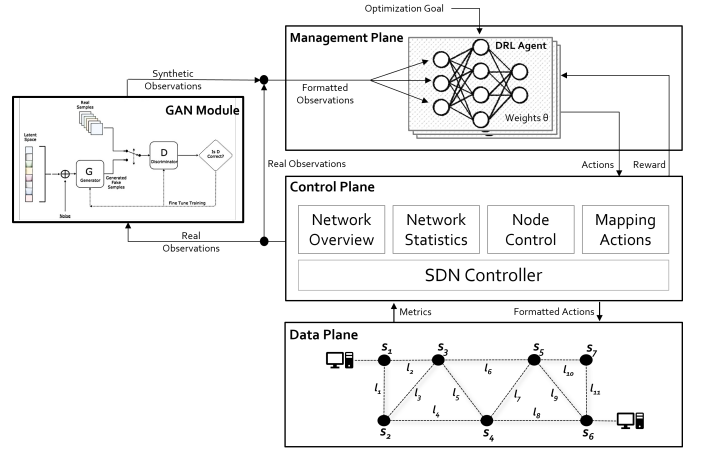 Optimization Goal
Management Plane
DRL Agent
Synthetic
Observations
Formatted
Observations
Weights θ
GAN Module
Real
Samples
Latent
Space
G
Generator
Generated
Fake
Samples
D
Discriminator
Is D
Correct?
Noise
Fine Tune Training
Real Observations
Actions
Reward
Control Plane
Real
Observations
Network
Overview
Network
Statistics
Node
Control
Mapping
Actions
SDN Controller
Metrics
Formatted Actions
Data Plane
S1
S3
S5
S7
l2
l6
l10
l1
l3
l5
l7
l9
l11
l4
l8
S2
S4
S6